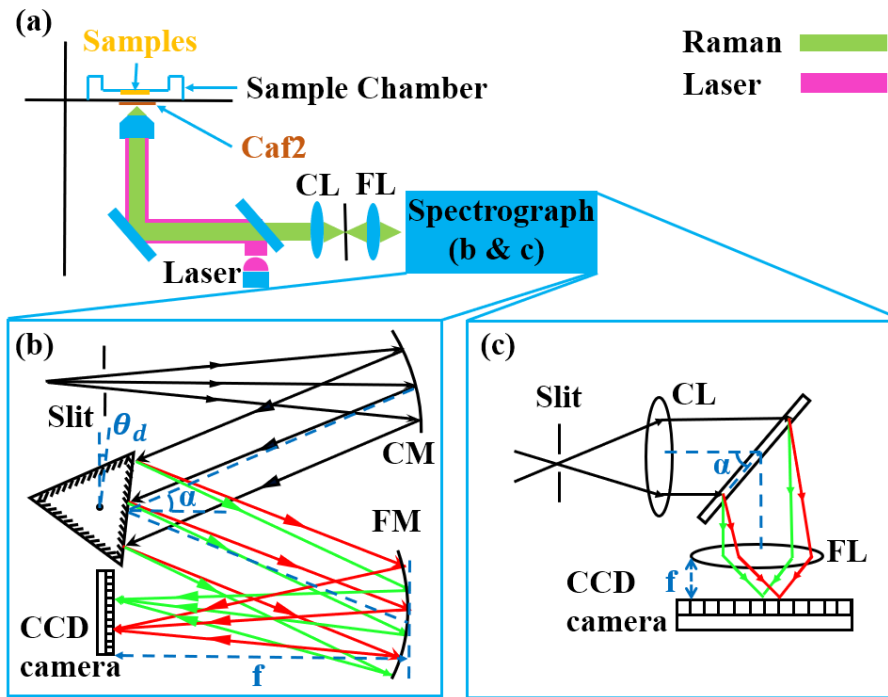 (a)
Samples
Sample Chamber
Caf2
Raman
Laser
CL
FL
Spectrograph
(b & c)
Laser
(b)
Slit
θd
CM
α
FM
CCD
camera
f
(c)
Slit
CL
α
FL
f
CCD
camera